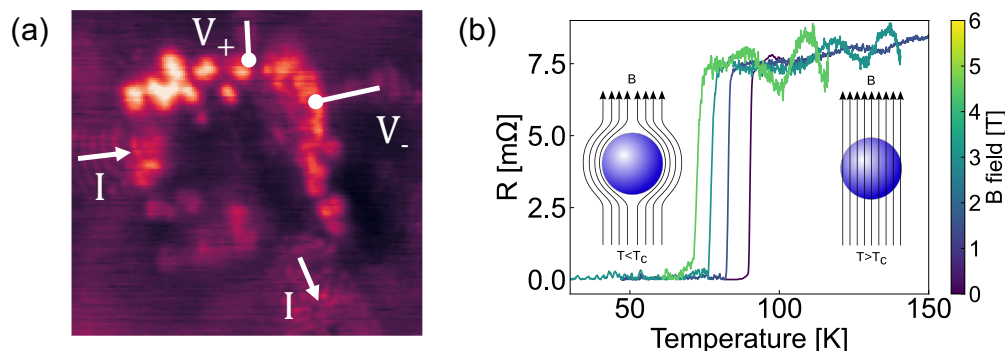 (a)
V+
V-
I
I
(b)
R [mΩ]
7.5
5.0
2.5
0.0
50
100
150
Temperature [K]
B
T<Tc
B
T>Tc
6
5
4
3
2
1
0
B field [T]